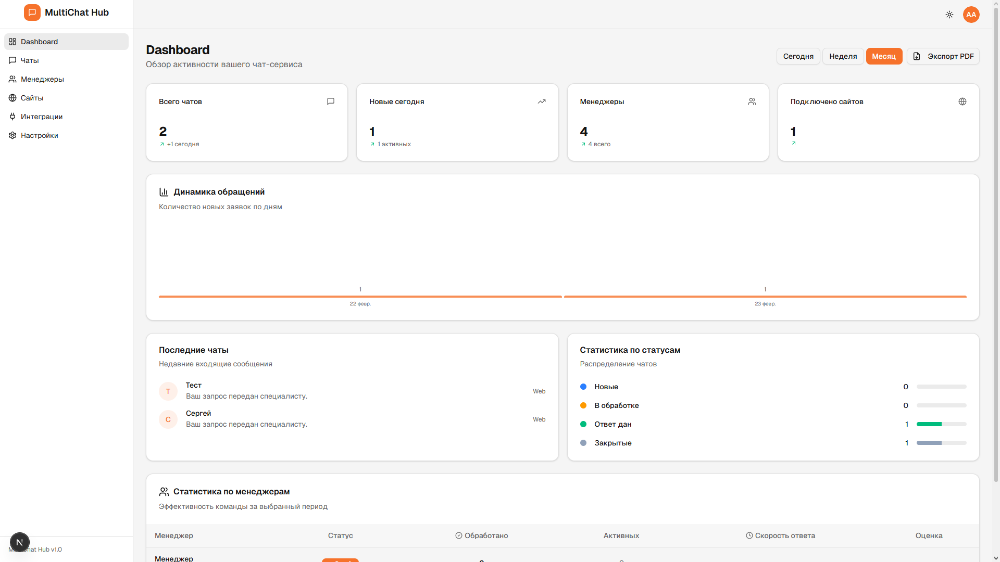 MultiChat Hub
AA
Dashboard
Чаты
Менеджеры
Сайты
Интеграции
Настройки
Dashboard
Обзор активности вашего чат-сервиса
Сегодня
Неделя
Месяц
Экспорт PDF
Всего чатов
2
+1 сегодня
Новые сегодня
1
1 активных
Менеджеры
4
4 всего
Подключено сайтов
1
Динамика обращений
Количество новых заявок по дням
1
1
22 февр.
23 февр.
Последние чаты
Недавние входящие сообщения
Т
Тест
Ваш запрос передан специалисту.
Web
С
Сергей
Ваш запрос передан специалисту.
Web
Статистика по статусам
Распределение чатов
Новые 0
В обработке 0
Ответ дан 1
Закрытые 1
Статистика по менеджерам
Эффективность команды за выбранный период
Менеджер Статус Обработано Активных Скорость ответа Оценка
Менеджер
N
Hub v1.0